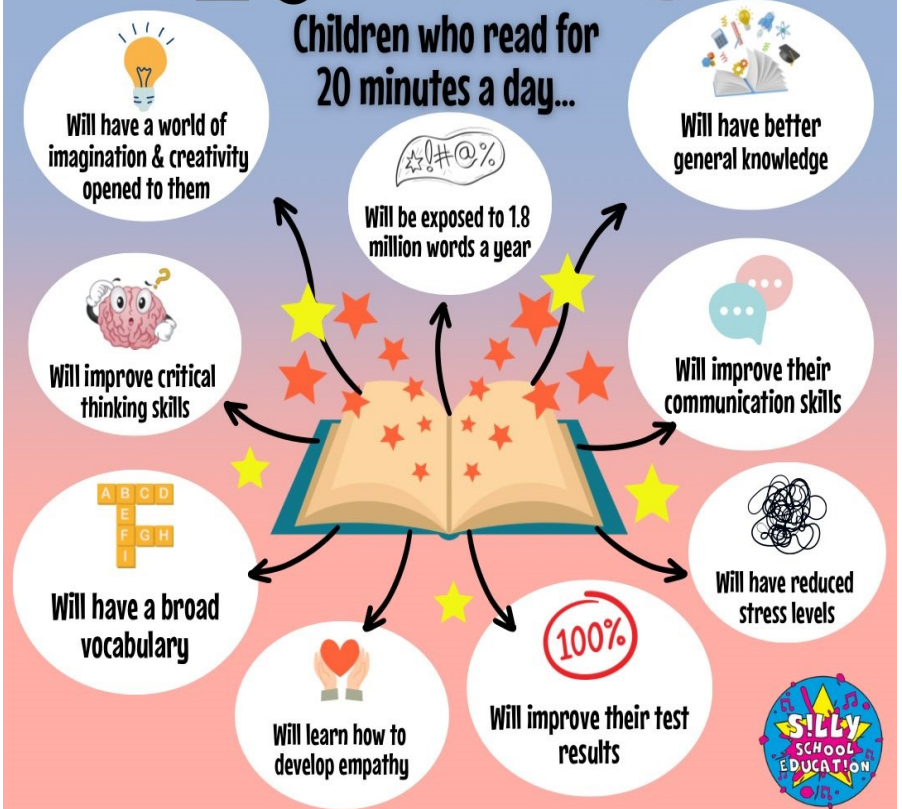 Children who read for
20 minutes a day...
Will have a world of
imagination & creativity
opened to them
☆!#@%
Will be exposed to 1.8
million words a year
Will have better
general knowledge
Will improve critical
thinking skills
Will improve their
communication skills
A B C D
E
F G H
I
Will have a broad
vocabulary
Will have reduced
stress levels
Will learn how to
develop empathy
100%
Will improve their test
results
S!LLY
SCHOOL
EDUCAT!ON